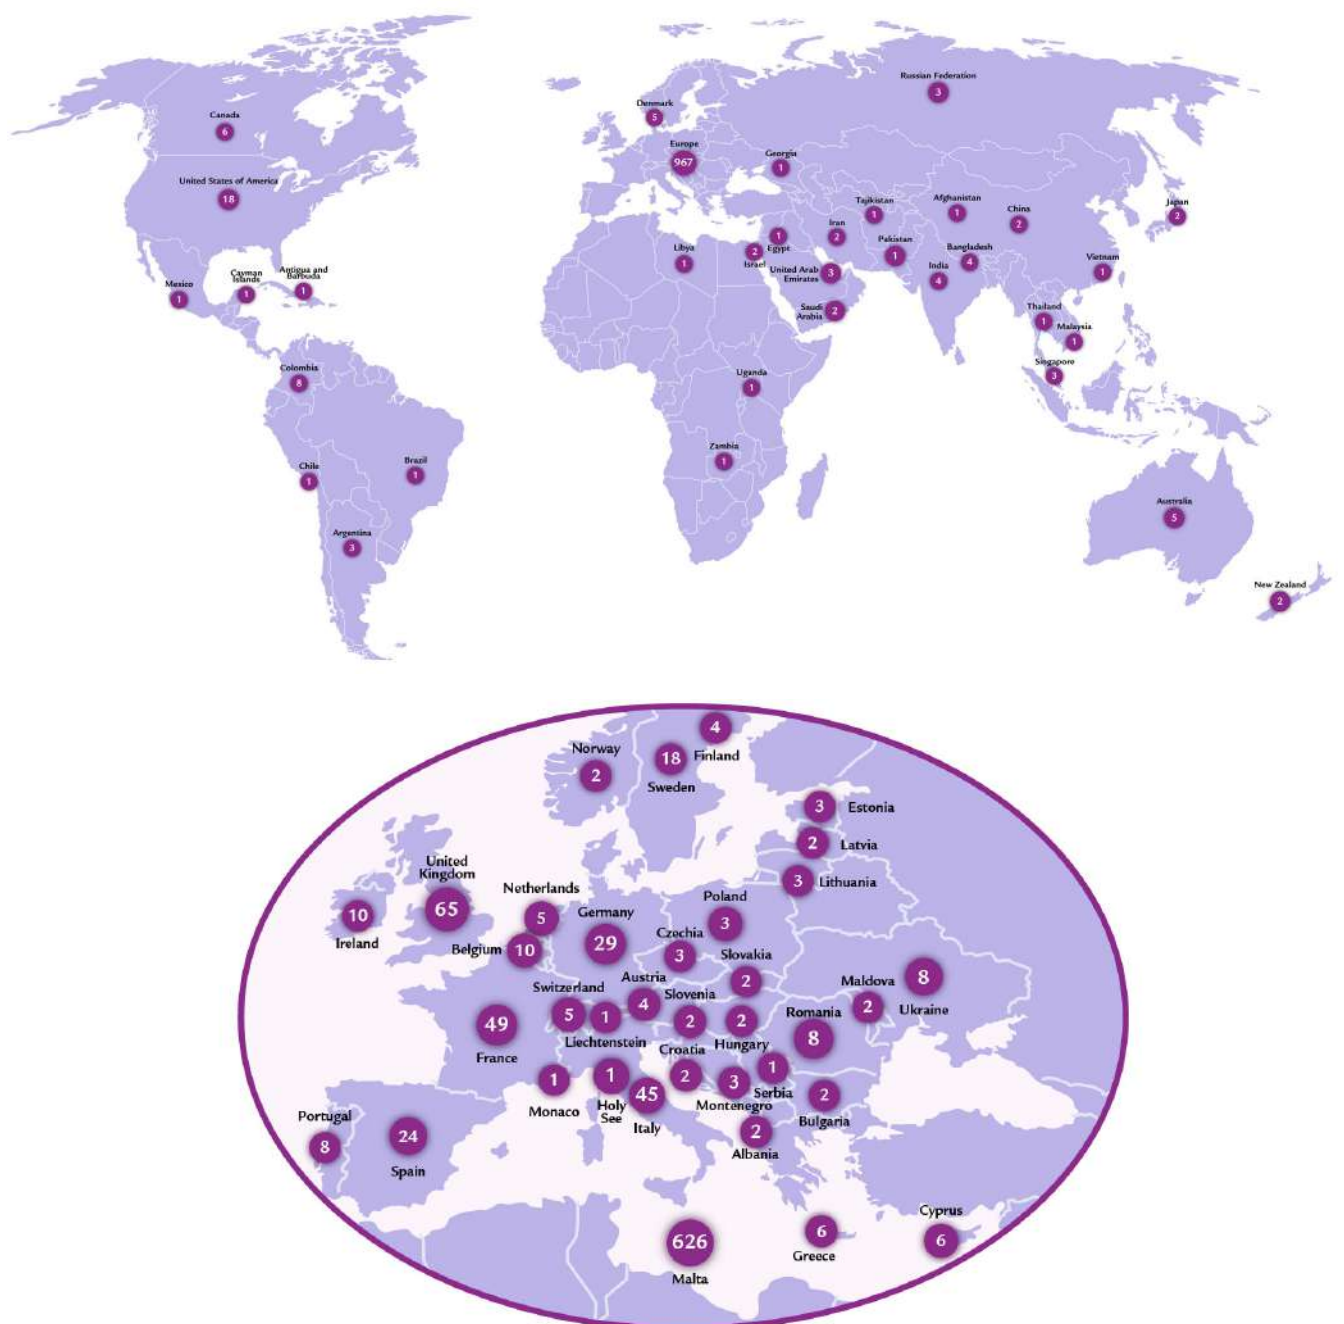 Russian Federation
3
Denmark
5
Canada
6
Europe
967
Georgia
1
United States of America
18
Tajikistan
1
Afghanistan
1
China
2
Japan
2
Iran
2
Egypt
1
Libya
1
Israel
2
Pakistan
1
Bangladesh
4
United Arab
Emirates
3
India
4
Vietnam
1
Mexico
1
Cayman
Islands
1
Antigua and
Barbuda
1
Saudi
Arabia
2
Thailand
1
Malaysia
1
Singapore
3
Colombia
8
Uganda
1
Zambia
1
Chile
1
Brazil
1
Argentina
3
Australia
5
New Zealand
2
4
Finland
Norway
2
18
Sweden
3
Estonia
2
Latvia
3
Lithuania
United
Kingdom
65
10
Ireland
Netherlands
5
Belgium
10
Germany
29
Poland
3
Czechia
3
Slovakia
2
Austria
4
Switzerland
5
1
Liechtenstein
Slovenia
2
2
Hungary
Moldova
2
8
Ukraine
Romania
8
49
France
1
Monaco
1
Holy
See
45
Italy
Croatia
2
3
Montenegro
1
Serbia
2
Bulgaria
2
Albania
Portugal
8
24
Spain
626
Malta
6
Greece
Cyprus
6